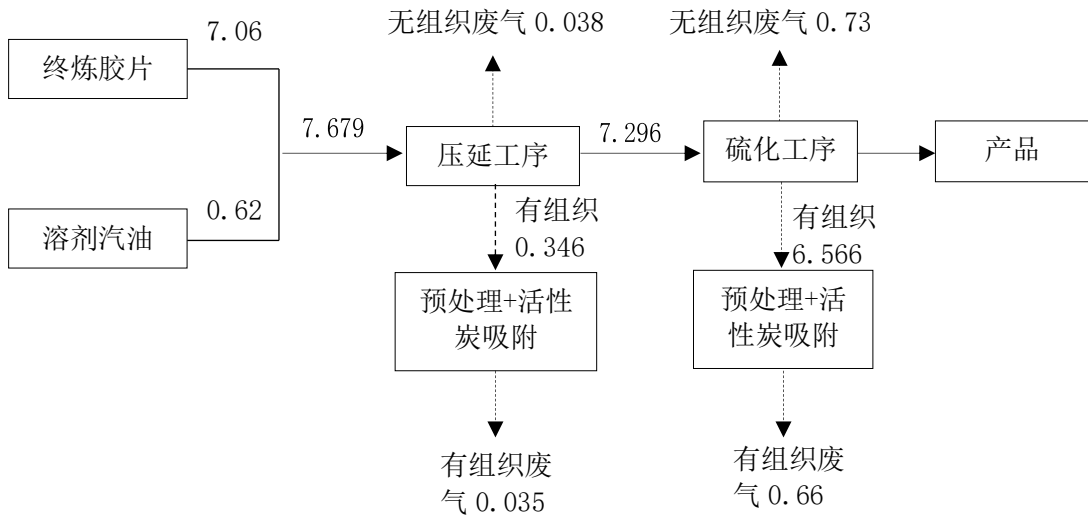 无组织废气 0.038
无组织废气 0.73
7.06
终炼胶片
7.679
压延工序
7.296
硫化工序
产品
0.62
溶剂汽油
有组织
0.346
有组织
6.566
预处理+活性
炭吸附
预处理+活
性炭吸附
有组织废
气 0.035
有组织废
气 0.66